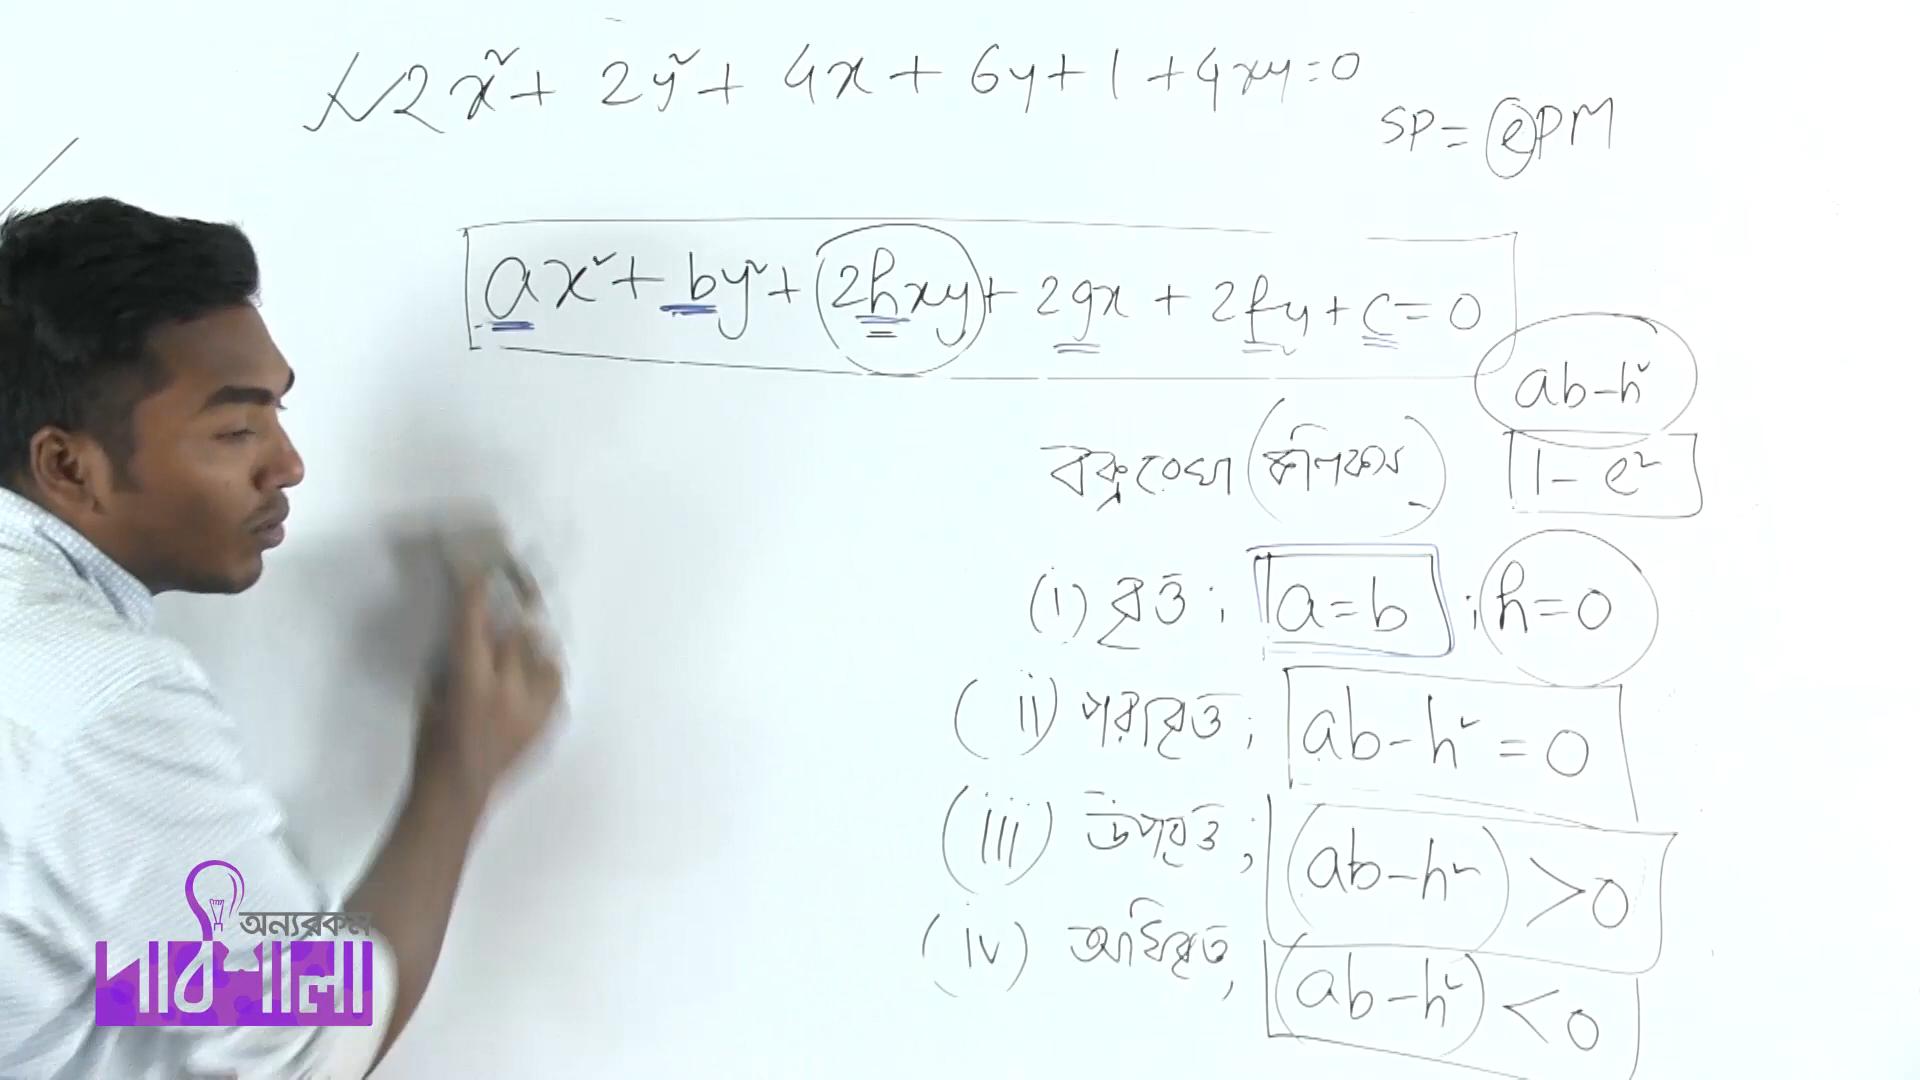 2x² + 2y² + 4x + 6y + 1 + 4xy = 0
SP = ePM
ax² + by² + 2hxy + 2gx + 2fy + c = 0
ab - h²
বক্ররেখা (কনিকের)
1 - e²
(i) বৃত্ত ; a = b ; h = 0
(ii) পরাবৃত্ত ; ab - h² = 0
(iii) উপবৃত্ত ; (ab - h²) > 0
(iv) অধিবৃত্ত, (ab - h²) < 0
অন্যরকম
পাঠশালা